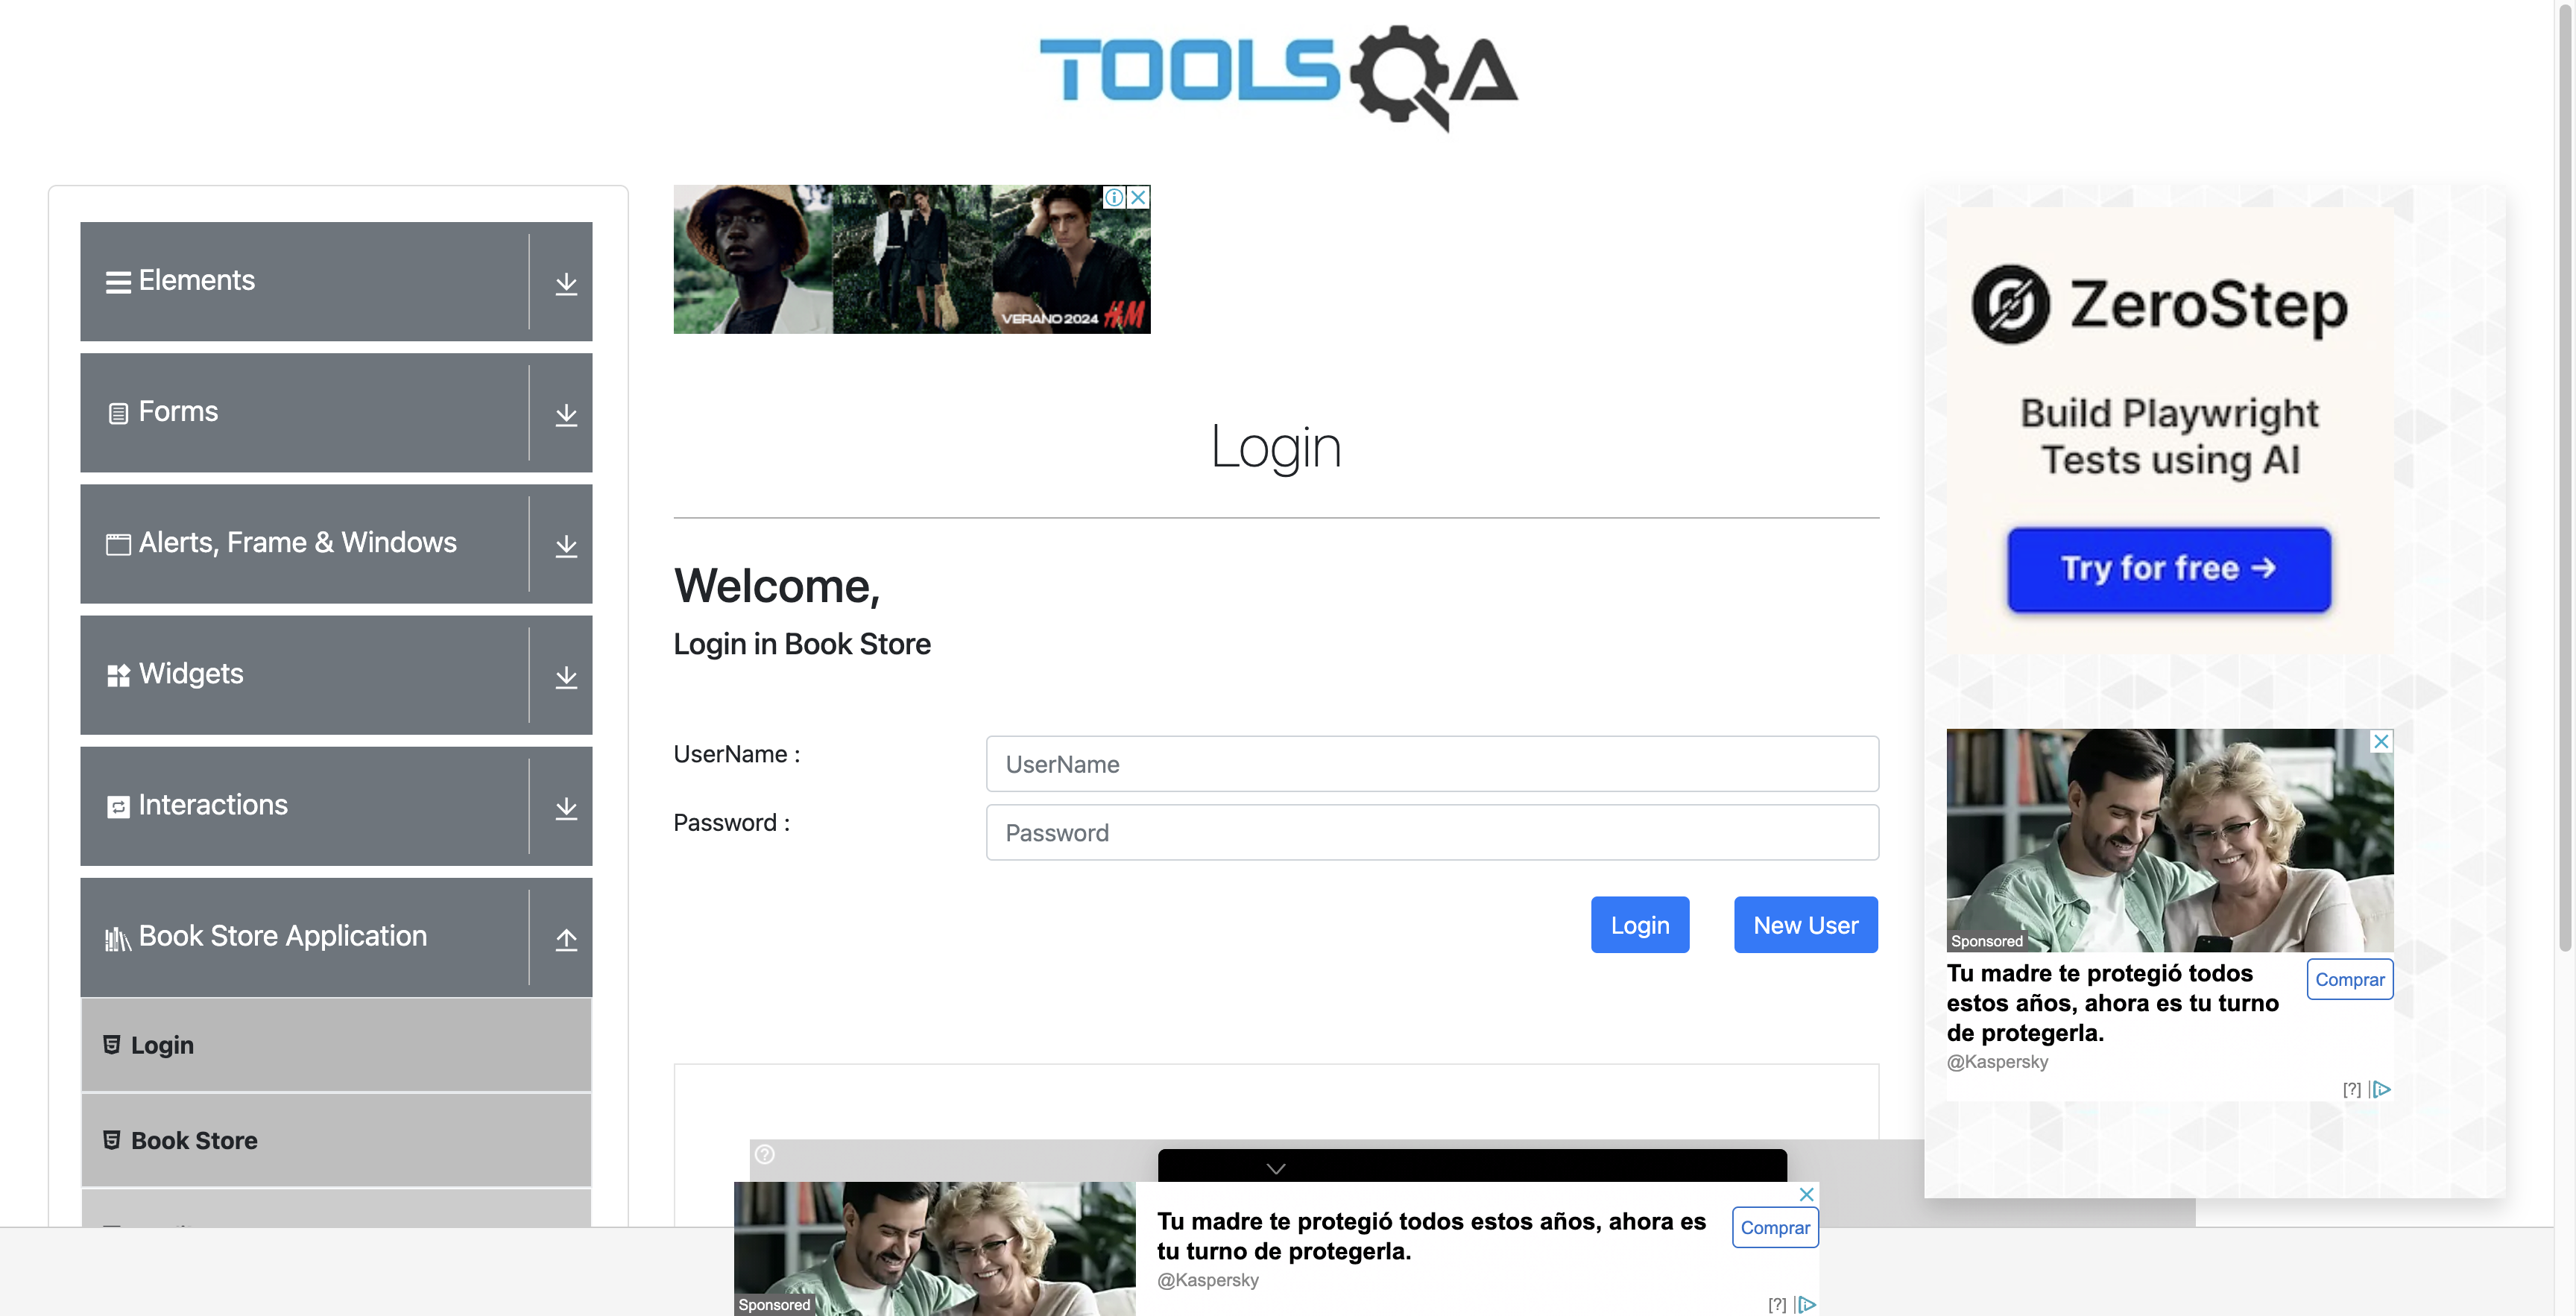 TOOLSQA
Elements
Forms
Alerts, Frame & Windows
Widgets
Interactions
Book Store Application
Login
Book Store
VERANO 2024 H&M
Login
Welcome,
Login in Book Store
UserName :
UserName
Password :
Password
Login
New User
ZeroStep
Build Playwright
Tests using AI
Try for free →
Sponsored
Tu madre te protegió todos
estos años, ahora es tu turno
de protegerla.
Comprar
@Kaspersky
[?]
Sponsored
Tu madre te protegió todos estos años, ahora es
tu turno de protegerla.
Comprar
@Kaspersky
[?]